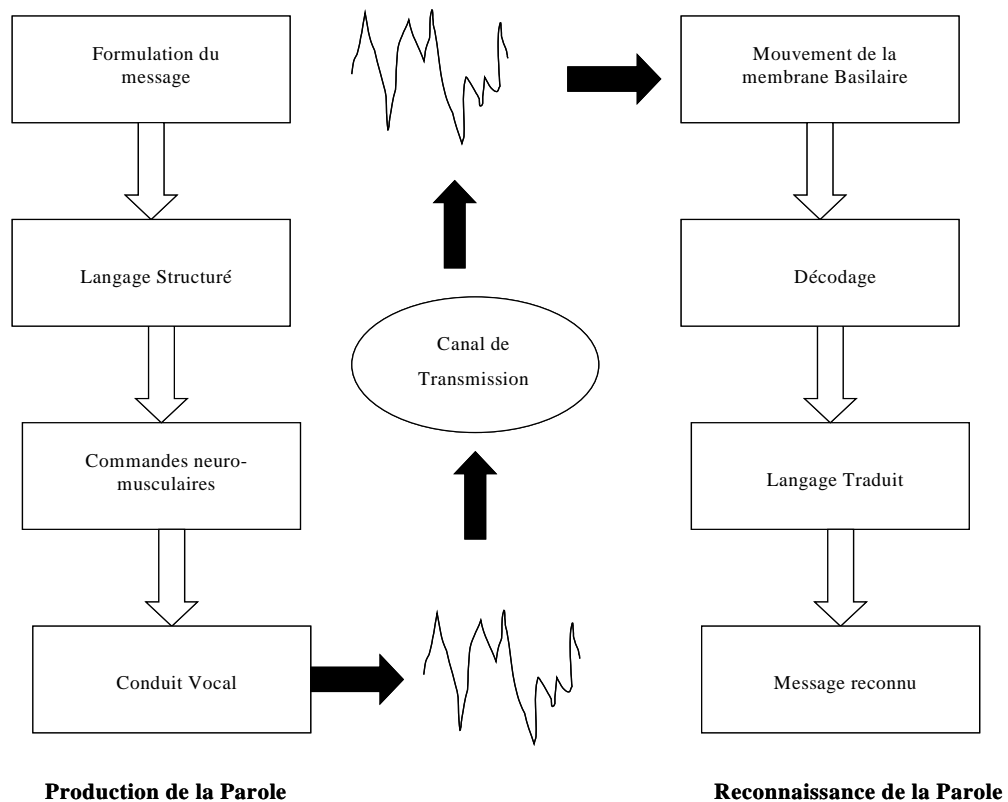 Formulation du
message
Langage Structuré
Commandes neuro-
musculaires
Conduit Vocal
Canal de
Transmission
Mouvement de la
membrane Basilaire
Décodage
Langage Traduit
Message reconnu
Production de la Parole
Reconnaissance de la Parole